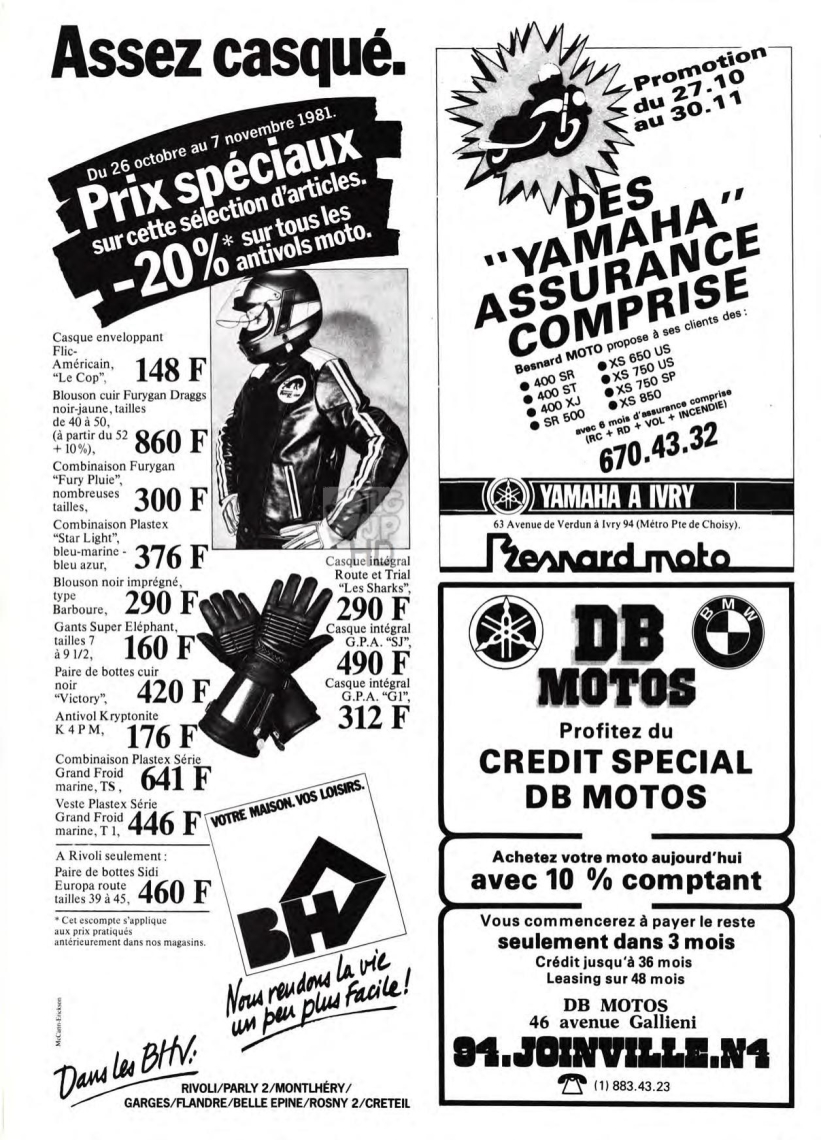 Assez casqué.
Du 26 octobre au 7 novembre 1981.
Prix spéciaux
sur cette sélection d'articles.
-20%* sur tous les
antivols moto.
Casque enveloppant
Flic-
Américain,
"Le Cop", 148 F
Blouson cuir Furygan Draggs
noir-jaune, tailles
de 40 à 50,
(à partir du 52
+ 10%), 860 F
Combinaison Furygan
"Fury Pluie",
nombreuses
tailles, 300 F
Combinaison Plastex
"Star Light",
bleu-marine -
bleu azur, 376 F
Blouson noir imprégné,
type
Barboure, 290 F
Gants Super Eléphant,
tailles 7
à 9 1/2, 160 F
Paire de bottes cuir
noir
"Victory", 420 F
Antivol Kryptonite
K 4 P M, 176 F
Combinaison Plastex Série
Grand Froid
marine, TS, 641 F
Veste Plastex Série
Grand Froid
marine, T 1, 446 F
A Rivoli seulement :
Paire de bottes Sidi
Europa route
tailles 39 à 45, 460 F
* Cet escompte s'applique
aux prix pratiqués
antérieurement dans nos magasins.
Casque intégral
Route et Trial
"Les Sharks",
290 F
Casque intégral
G.P.A. "SJ",
490 F
Casque intégral
G.P.A. "G1",
312 F
VOTRE MAISON. VOS LOISIRS.
BHV
Nous rendons la vie
un peu plus facile !
McCann-Erickson
Dans les BHV:
RIVOLI/PARLY 2/MONTLHÉRY/
GARGES/FLANDRE/BELLE EPINE/ROSNY 2/CRETEIL
Promotion
du 27.10
au 30.11
DES
"YAMAHA"
ASSURANCE
COMPRISE
Besnard MOTO propose à ses clients des :
● 400 SR
● 400 ST
● 400 XJ
● SR 500
● XS 650 US
● XS 750 US
● XS 750 SP
● XS 850
avec 6 mois d'assurance comprise
(RC + RD + VOL + INCENDIE)
670.43.32
YAMAHA A IVRY
63 Avenue de Verdun à Ivry 94 (Métro Pte de Choisy).
Besnard moto
BMW
DB
MOTOS
Profitez du
CREDIT SPECIAL
DB MOTOS
Achetez votre moto aujourd'hui
avec 10 % comptant
Vous commencerez à payer le reste
seulement dans 3 mois
Crédit jusqu'à 36 mois
Leasing sur 48 mois
DB MOTOS
46 avenue Gallieni
94.JOINVILLE.N4
(1) 883.43.23